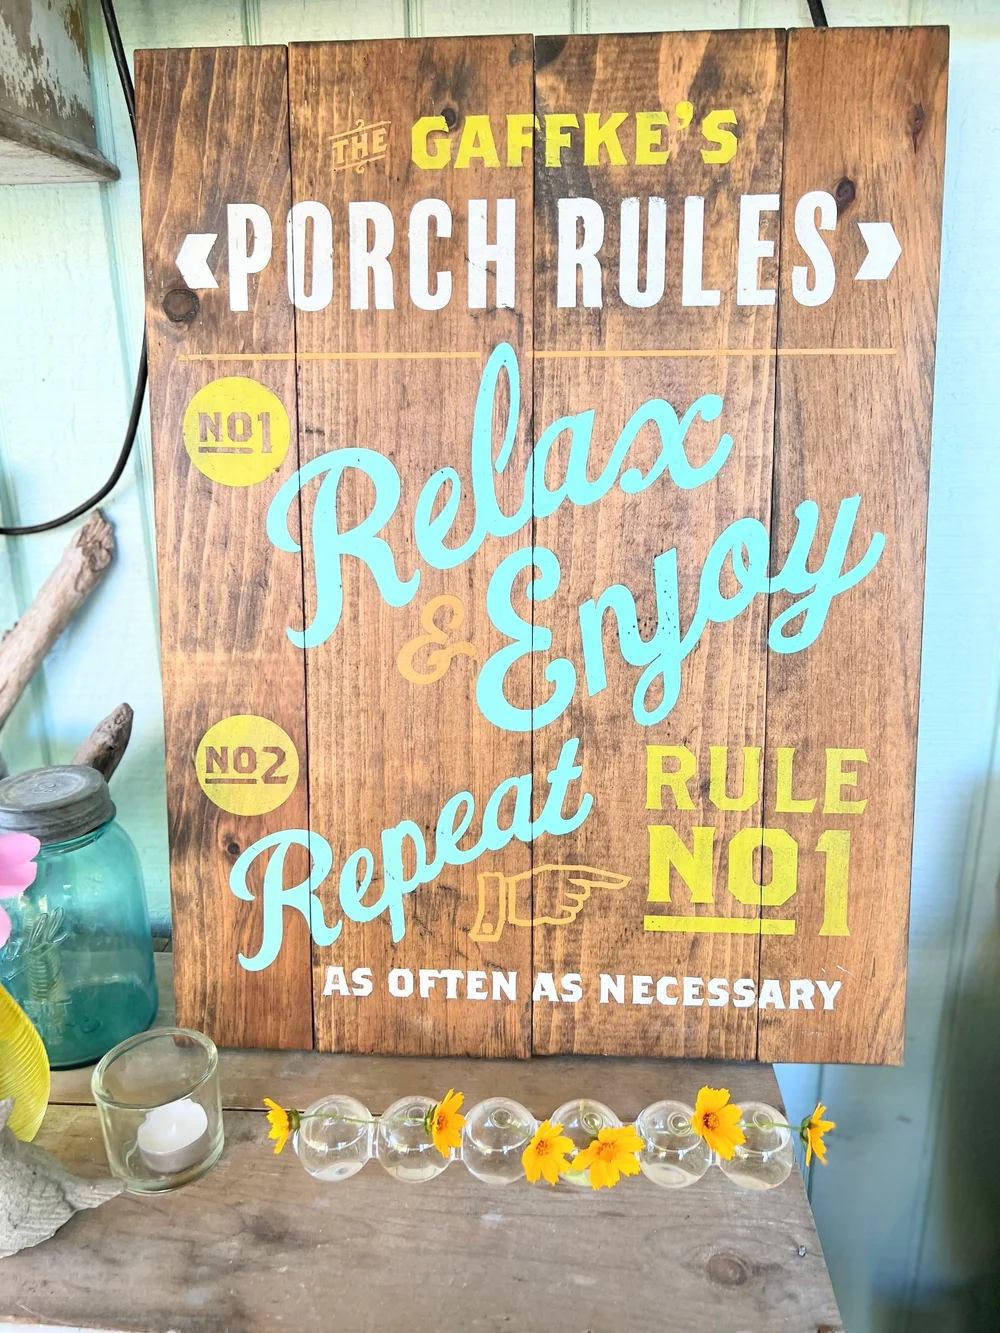 THE GAFFKE'S
PORCH RULES
NO1
Relax
& Enjoy
NO2
Repeat
RULE
NO1
AS OFTEN AS NECESSARY